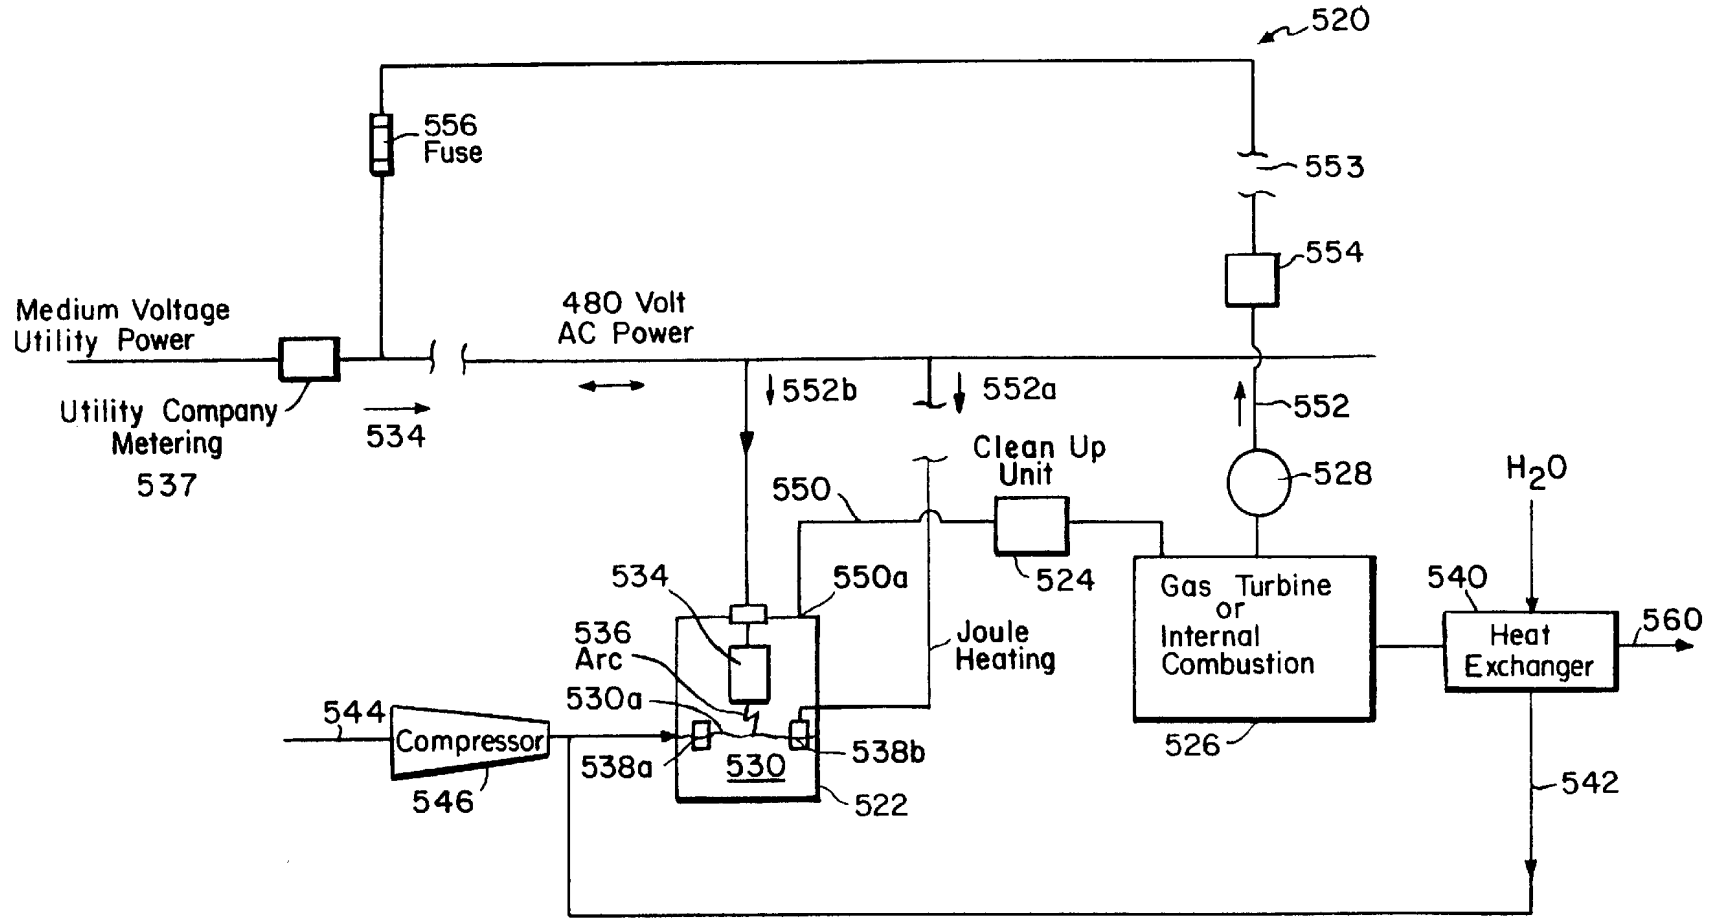 520
556
Fuse
553
554
Medium Voltage
Utility Power
480 Volt
AC Power
552b
552a
552
Utility Company
Metering
537
534
Clean Up
Unit
550
528
H2O
534
550a
524
Gas Turbine
or
Internal
Combustion
540
Heat
Exchanger
560
536
Arc
530a
Joule
Heating
544
Compressor
538a
530
538b
526
546
522
542